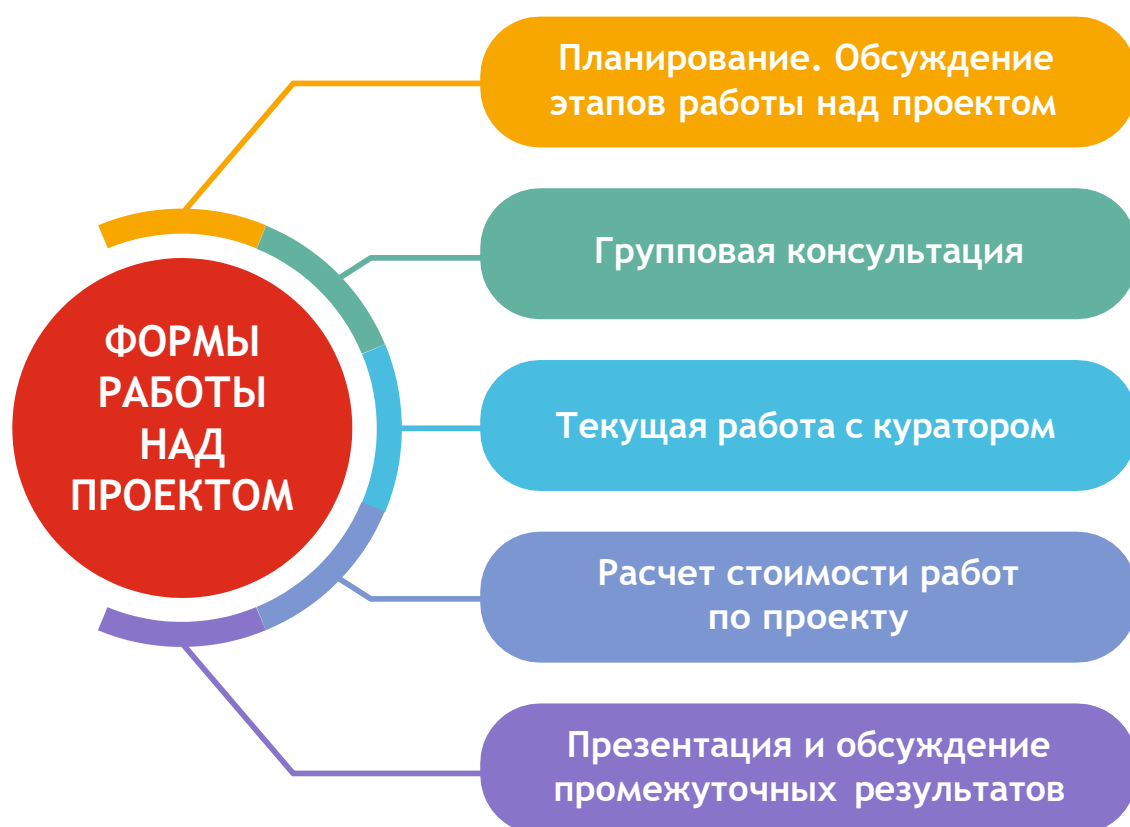 Планирование. Обсуждение
этапов работы над проектом
Групповая консультация
ФОРМЫ
РАБОТЫ
НАД
ПРОЕКТОМ
Текущая работа с куратором
Расчет стоимости работ
по проекту
Презентация и обсуждение
промежуточных результатов